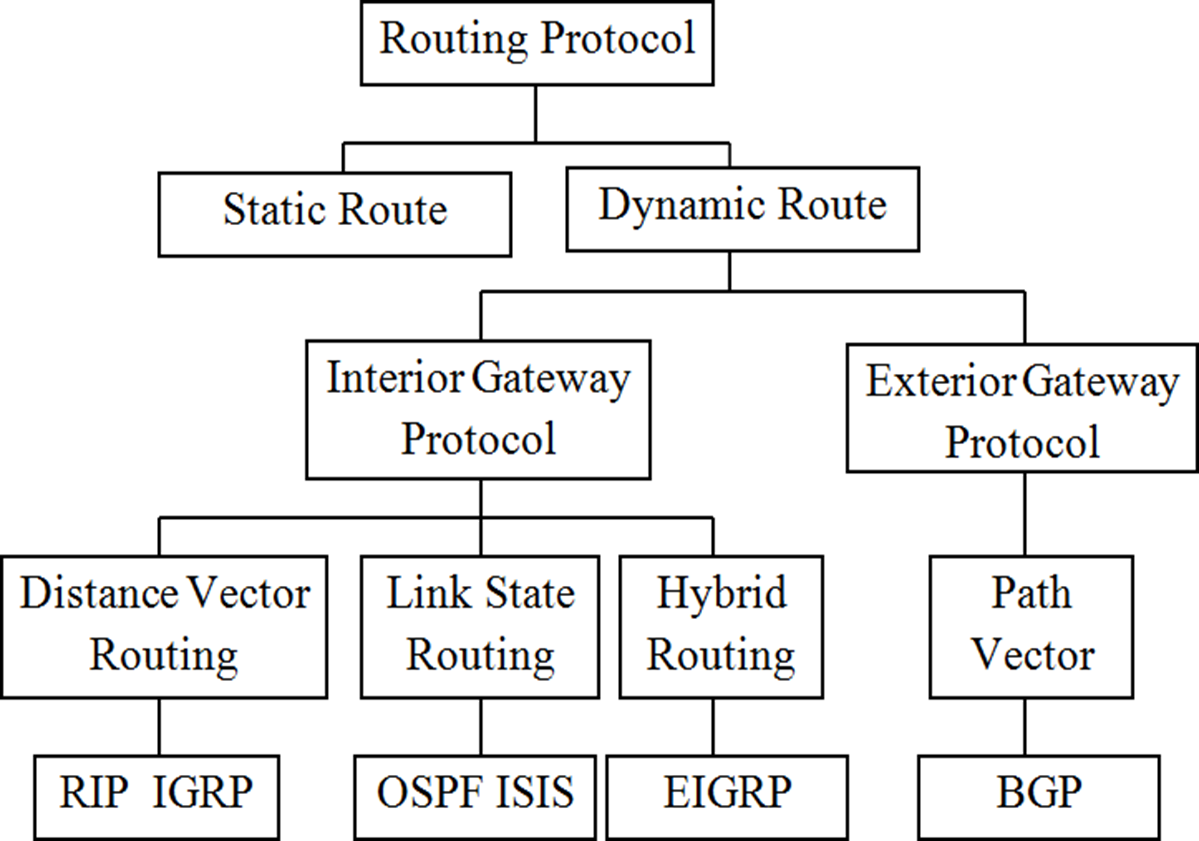 Routing Protocol
Static Route
Dynamic Route
Interior Gateway
Protocol
Exterior Gateway
Protocol
Distance Vector
Routing
Link State
Routing
Hybrid
Routing
Path
Vector
RIP IGRP
OSPF ISIS
EIGRP
BGP